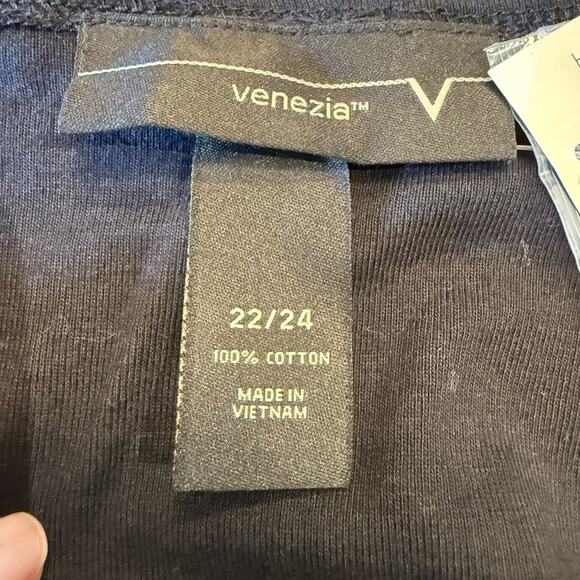 venezia™
22/24
100% COTTON
MADE IN
VIETNAM